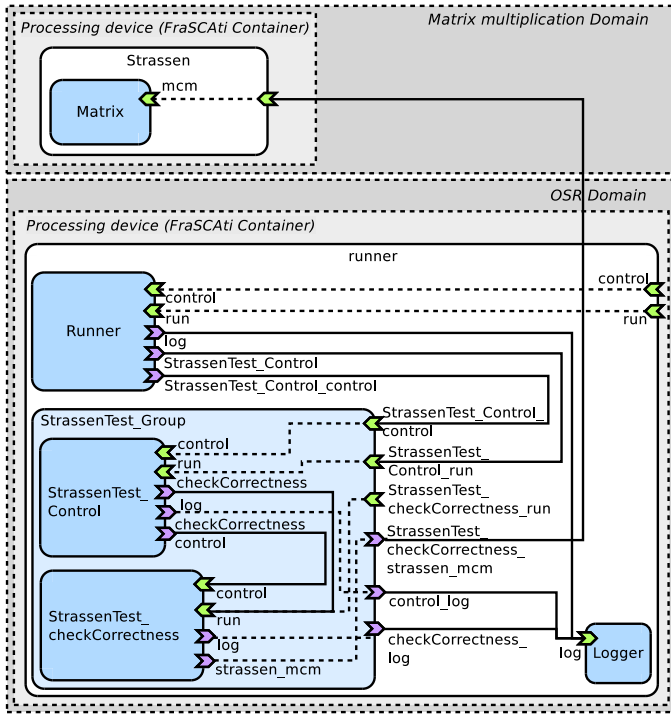 Processing device (FraSCAti Container)
Matrix multiplication Domain
Strassen
mcm
Matrix
OSR Domain
Processing device (FraSCAti Container)
runner
control
control
Runner
run
run
log
StrassenTest_Control
StrassenTest_Control_control
StrassenTest_Group
StrassenTest_Control_
control
control
run
StrassenTest_
Control_run
checkCorrectness
StrassenTest_
Control
StrassenTest_
checkCorrectness_run
log
checkCorrectness
control
StrassenTest_
checkCorrectness_
strassen_mcm
control
control_log
StrassenTest_
checkCorrectness
run
log
checkCorrectness_
log
strassen_mcm
log
Logger